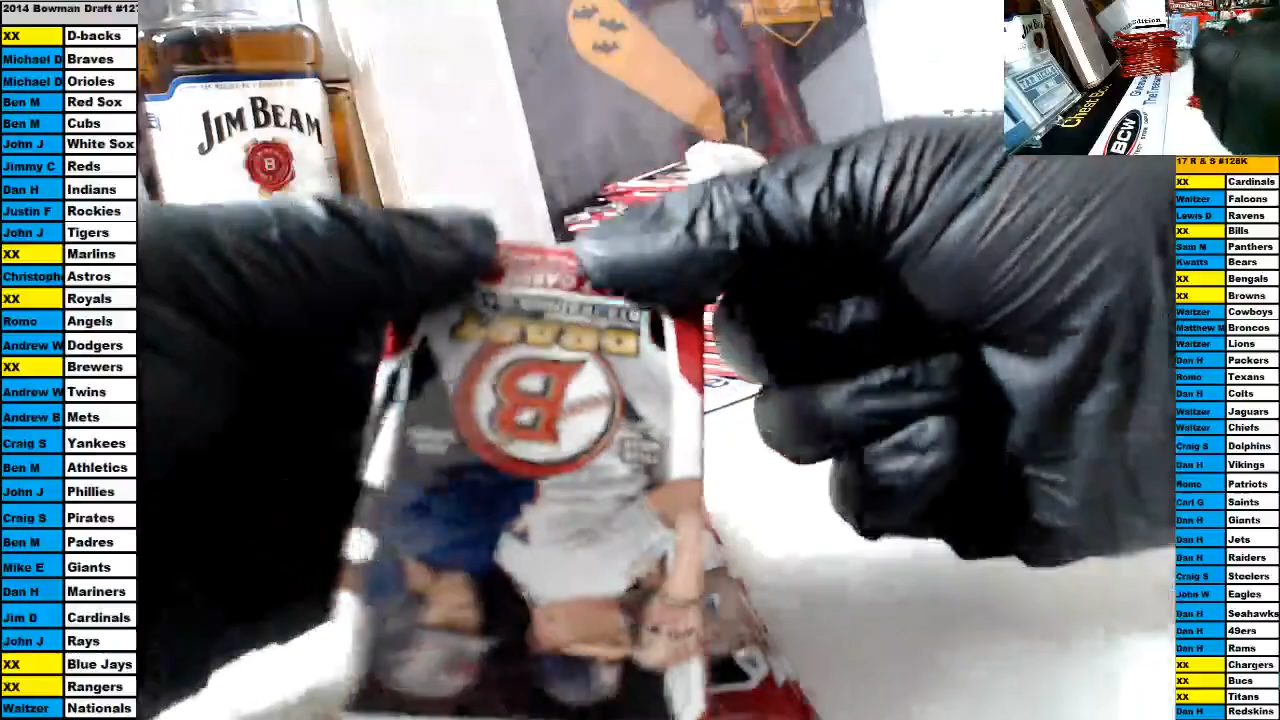 2014 Bowman Draft #127
XX D-backs
Michael D Braves
Michael D Orioles
Ben M Red Sox
Ben M Cubs
John J White Sox
Jimmy C Reds
Dan H Indians
Justin F Rockies
John J Tigers
XX Marlins
Christoph Astros
XX Royals
Romo Angels
Andrew W Dodgers
XX Brewers
Andrew W Twins
Andrew B Mets
Craig S Yankees
Ben M Athletics
John J Phillies
Craig S Pirates
Ben M Padres
Mike E Giants
Dan H Mariners
Jim D Cardinals
John J Rays
XX Blue Jays
XX Rangers
Waltzer Nationals
JIM BEAM
B
Edition
BCW
17 R & S #128K
XX Cardinals
Waltzer Falcons
Lewis D Ravens
XX Bills
Sam M Panthers
Kwatts Bears
XX Bengals
XX Browns
Waltzer Cowboys
Matthew M Broncos
Waltzer Lions
Dan H Packers
Romo Texans
Dan H Colts
Waltzer Jaguars
Waltzer Chiefs
Craig S Dolphins
Dan H Vikings
Romo Patriots
Carl G Saints
Dan H Giants
Dan H Jets
Dan H Raiders
Craig S Steelers
John W Eagles
Dan H Seahawks
Dan H 49ers
Dan H Rams
XX Chargers
XX Bucs
XX Titans
Dan H Redskins